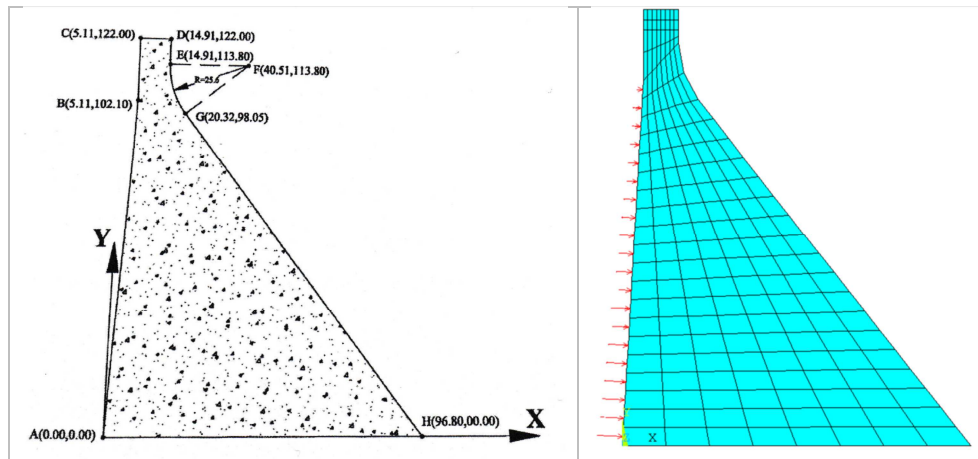 C(5.11,122.00)
D(14.91,122.00)
E(14.91,113.80)
F(40.51,113.80)
R=25.6
B(5.11,102.10)
G(20.32,98.05)
Y
A(0.00,0.00)
H(96.80,00.00)
X
X